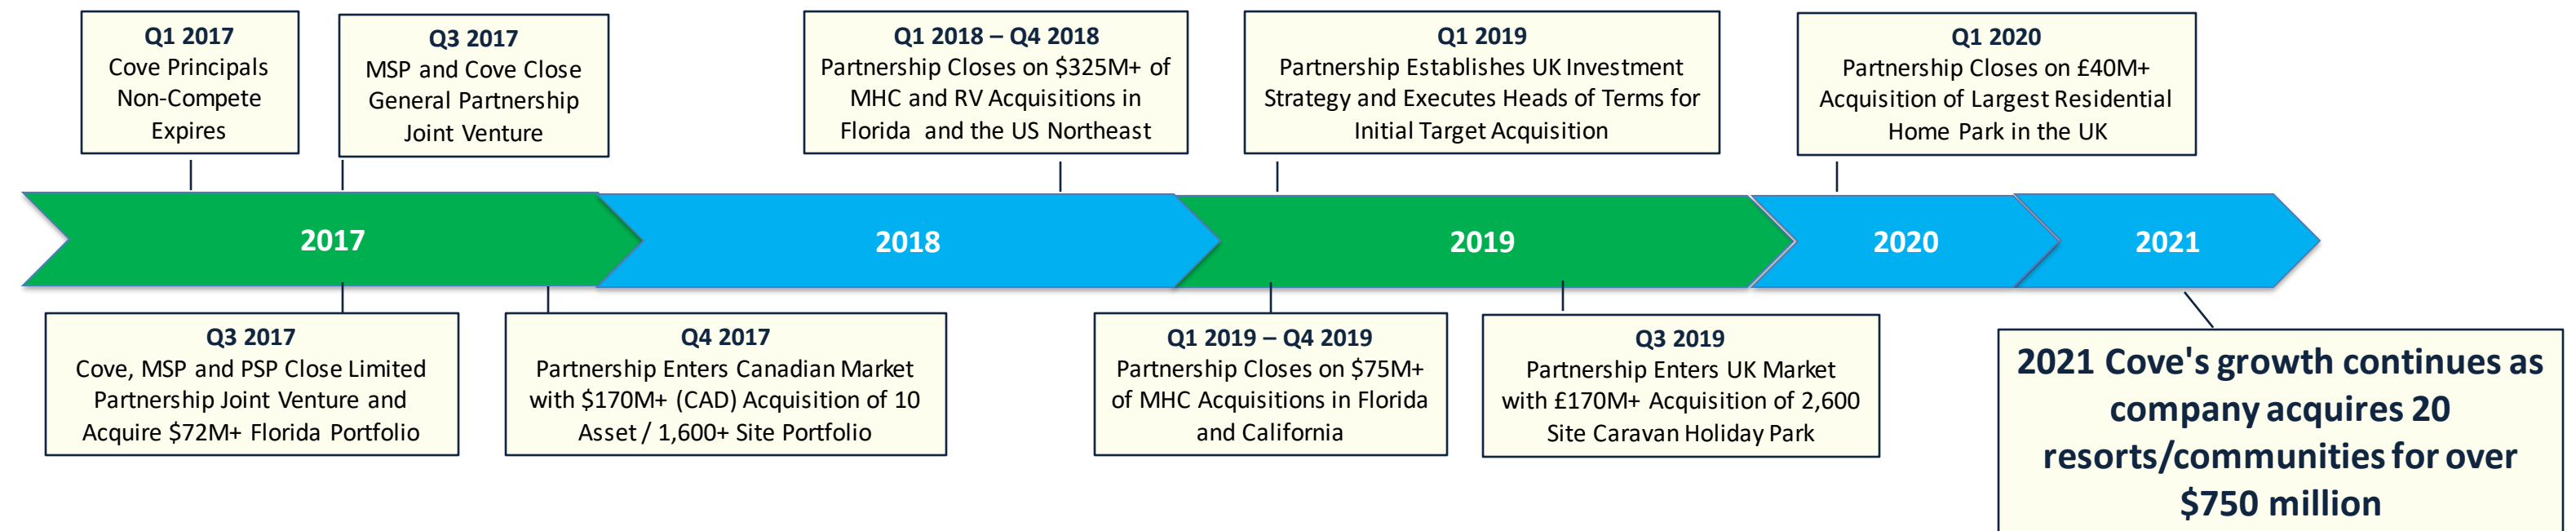 Q1 2017
Cove Principals
Non-Compete
Expires
Q3 2017
MSP and Cove Close
General Partnership
Joint Venture
Q1 2018 – Q4 2018
Partnership Closes on $325M+ of
MHC and RV Acquisitions in
Florida and the US Northeast
Q1 2019
Partnership Establishes UK Investment
Strategy and Executes Heads of Terms for
Initial Target Acquisition
Q1 2020
Partnership Closes on £40M+
Acquisition of Largest Residential
Home Park in the UK
2017
2018
2019
2020
2021
Q3 2017
Cove, MSP and PSP Close Limited
Partnership Joint Venture and
Acquire $72M+ Florida Portfolio
Q4 2017
Partnership Enters Canadian Market
with $170M+ (CAD) Acquisition of 10
Asset / 1,600+ Site Portfolio
Q1 2019 – Q4 2019
Partnership Closes on $75M+
of MHC Acquisitions in Florida
and California
Q3 2019
Partnership Enters UK Market
with £170M+ Acquisition of 2,600
Site Caravan Holiday Park
2021 Cove's growth continues as
company acquires 20
resorts/communities for over
$750 million